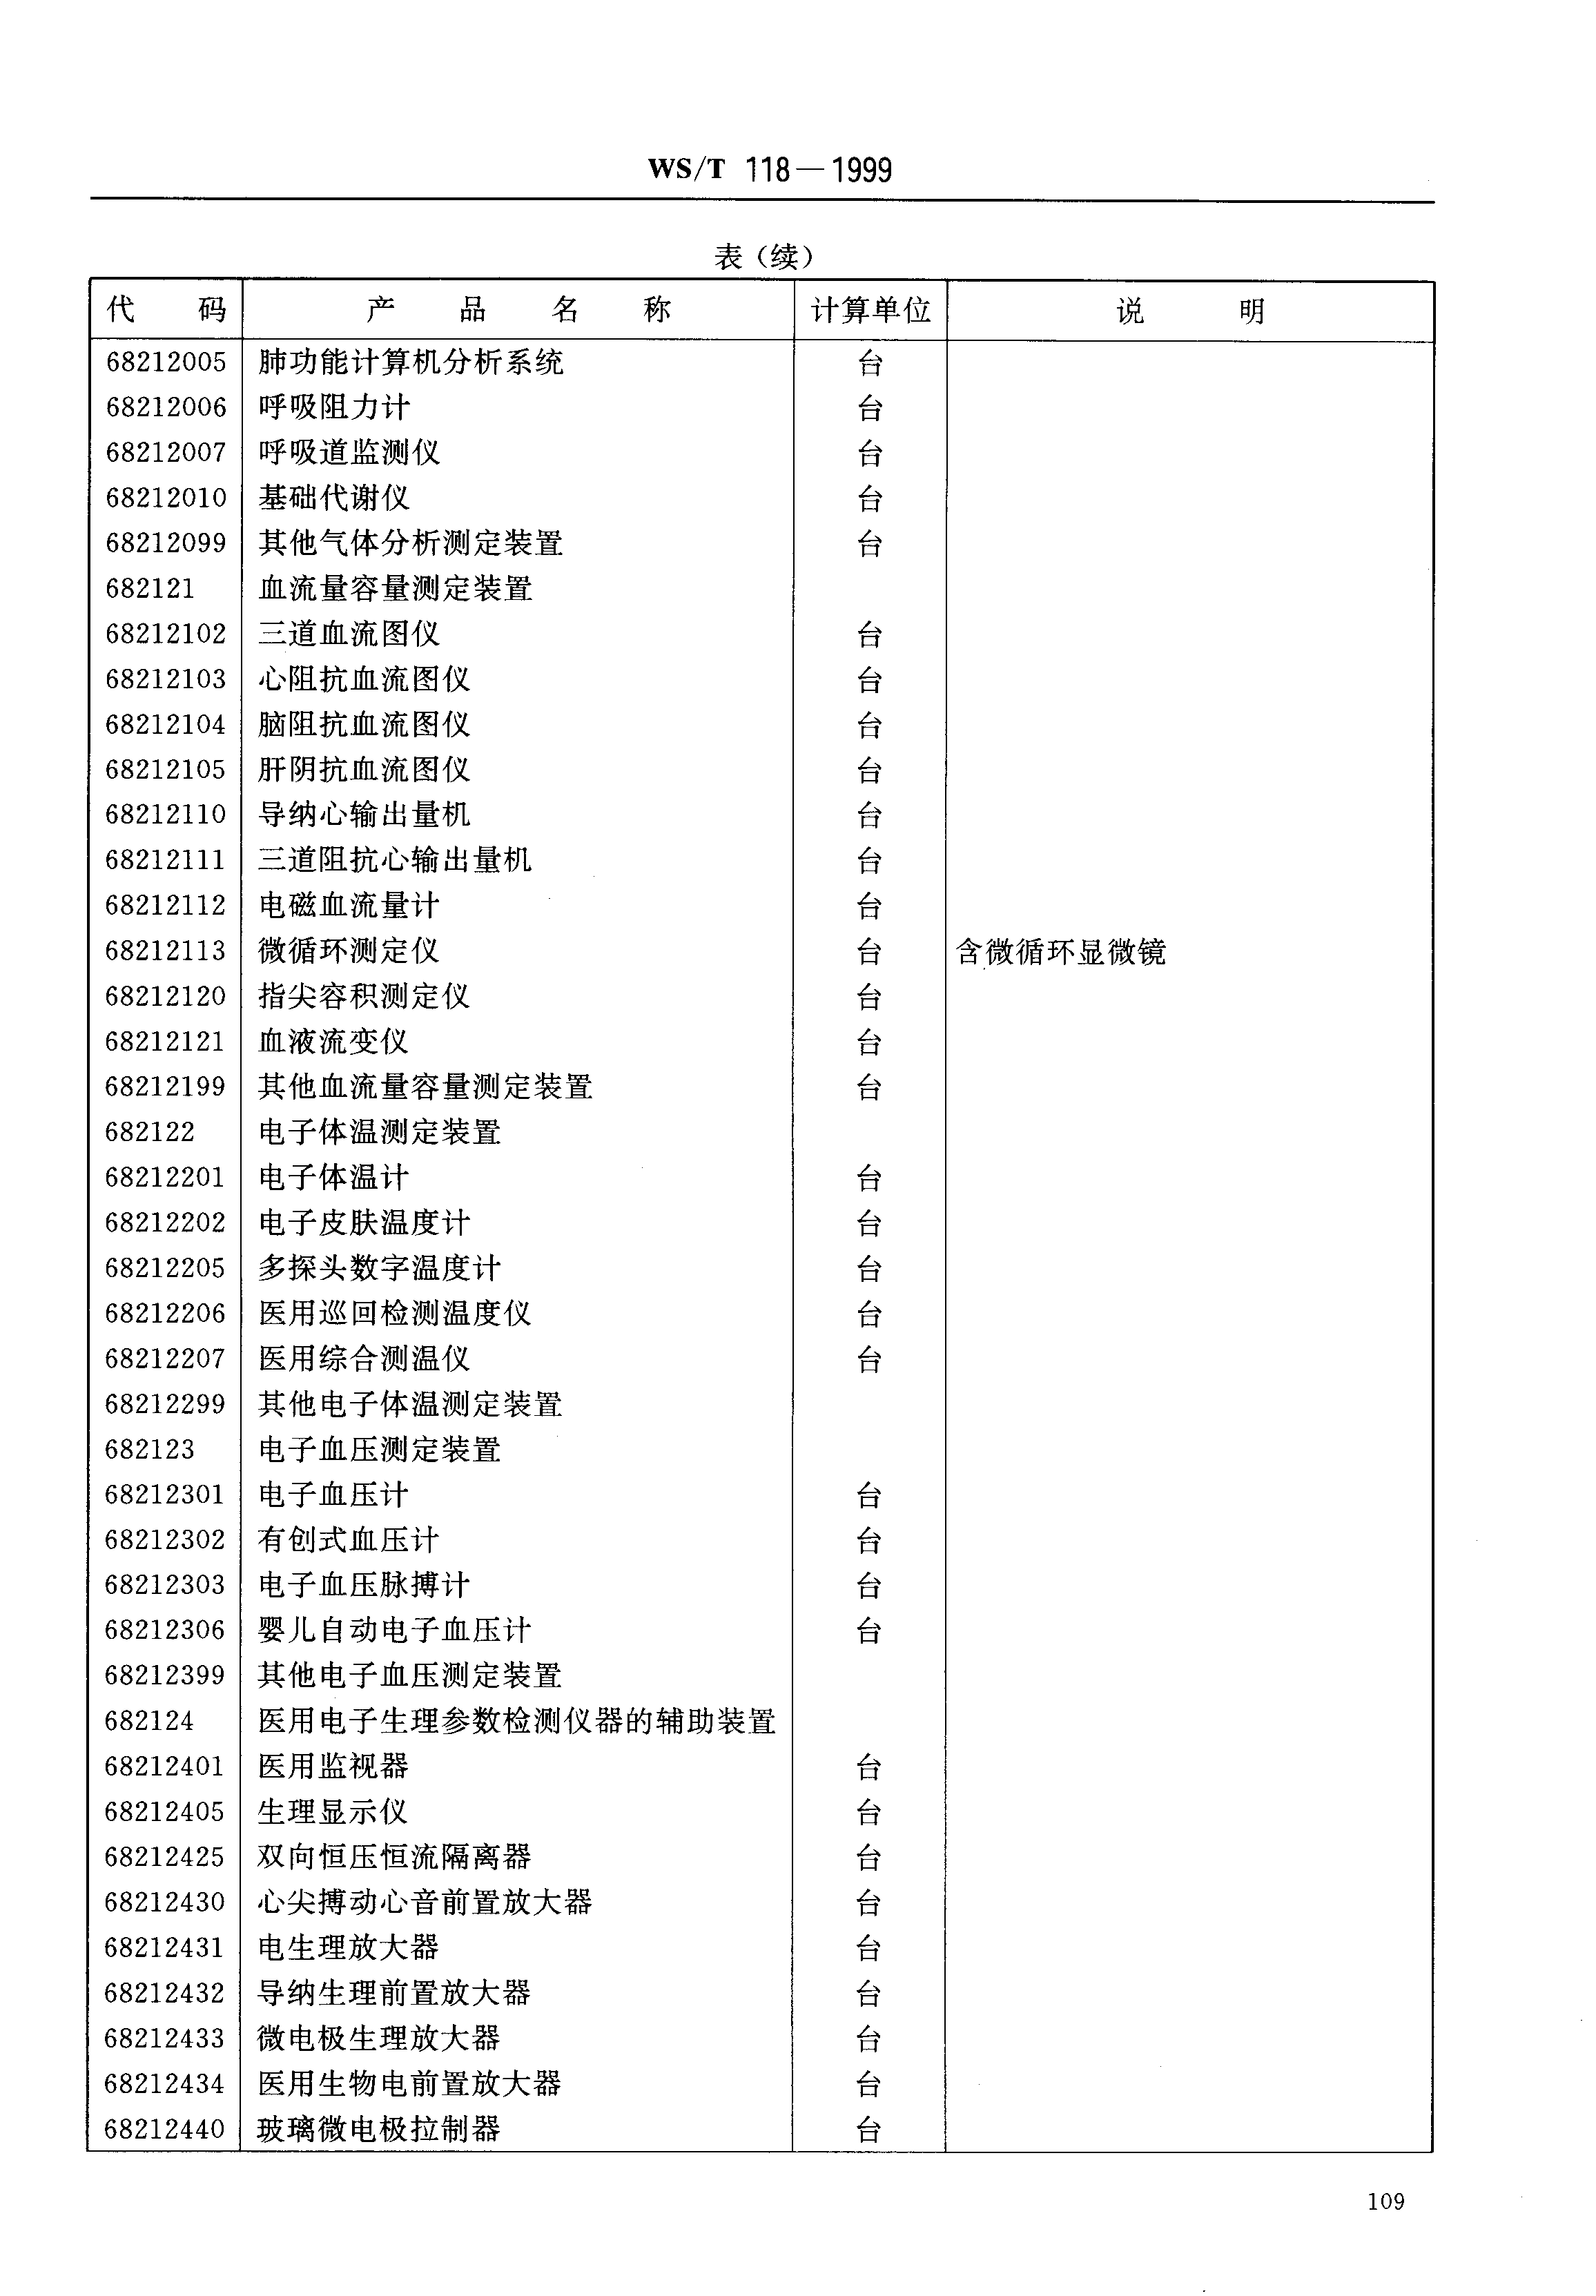 WS/T 118—1999
表(续)
代 码 产 品 名 称 计算单位 说 明
68212005 肺功能计算机分析系统 台
68212006 呼吸阻力计 台
68212007 呼吸道监测仪 台
68212010 基础代谢仪 台
68212099 其他气体分析测定装置 台
682121 血流量容量测定装置
68212102 三道血流图仪 台
68212103 心阻抗血流图仪 台
68212104 脑阻抗血流图仪 台
68212105 肝阴抗血流图仪 台
68212110 导纳心输出量机 台
68212111 三道阻抗心输出量机 台
68212112 电磁血流量计 台
68212113 微循环测定仪 台 含微循环显微镜
68212120 指尖容积测定仪 台
68212121 血液流变仪 台
68212199 其他血流量容量测定装置 台
682122 电子体温测定装置
68212201 电子体温计 台
68212202 电子皮肤温度计 台
68212205 多探头数字温度计 台
68212206 医用巡回检测温度仪 台
68212207 医用综合测温仪 台
68212299 其他电子体温测定装置
682123 电子血压测定装置
68212301 电子血压计 台
68212302 有创式血压计 台
68212303 电子血压脉搏计 台
68212306 婴儿自动电子血压计 台
68212399 其他电子血压测定装置
682124 医用电子生理参数检测仪器的辅助装置
68212401 医用监视器 台
68212405 生理显示仪 台
68212425 双向恒压恒流隔离器 台
68212430 心尖搏动心音前置放大器 台
68212431 电生理放大器 台
68212432 导纳生理前置放大器 台
68212433 微电极生理放大器 台
68212434 医用生物电前置放大器 台
68212440 玻璃微电极拉制器 台
109